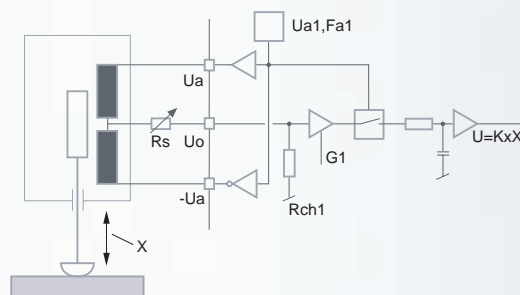 Ua1,Fa1
Ua
Rs
Uo
G1
U=KxX
-Ua
Rch1
X